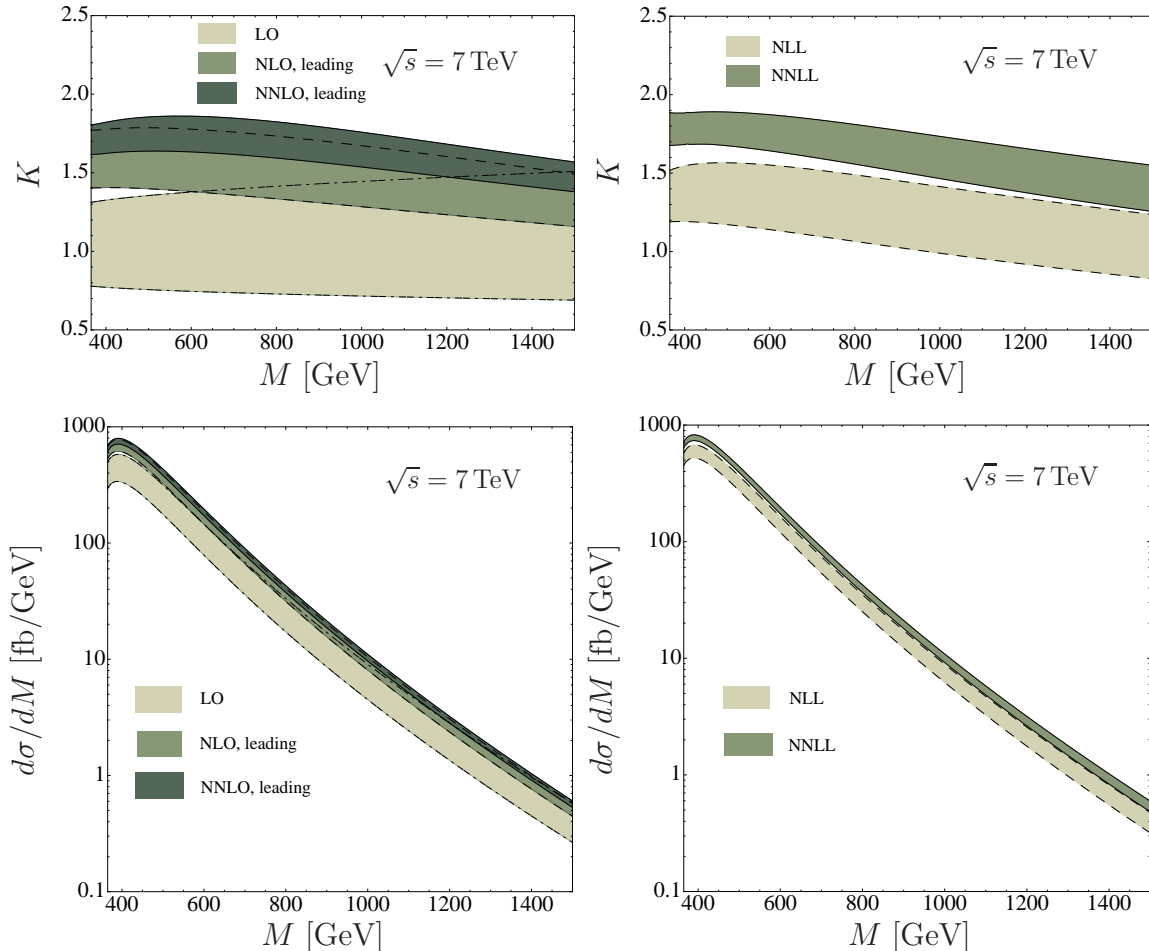 2.5
2.0
1.5
1.0
0.5
K
LO
NLO, leading
NNLO, leading
√s = 7 TeV
400 600 800 1000 1200 1400
M [GeV]
2.5
2.0
1.5
1.0
0.5
K
NLL
NNLL
√s = 7 TeV
400 600 800 1000 1200 1400
M [GeV]
1000
100
10
1
0.1
dσ/dM [fb/GeV]
√s = 7 TeV
LO
NLO, leading
NNLO, leading
400 600 800 1000 1200 1400
M [GeV]
1000
100
10
1
0.1
dσ/dM [fb/GeV]
√s = 7 TeV
NLL
NNLL
400 600 800 1000 1200 1400
M [GeV]